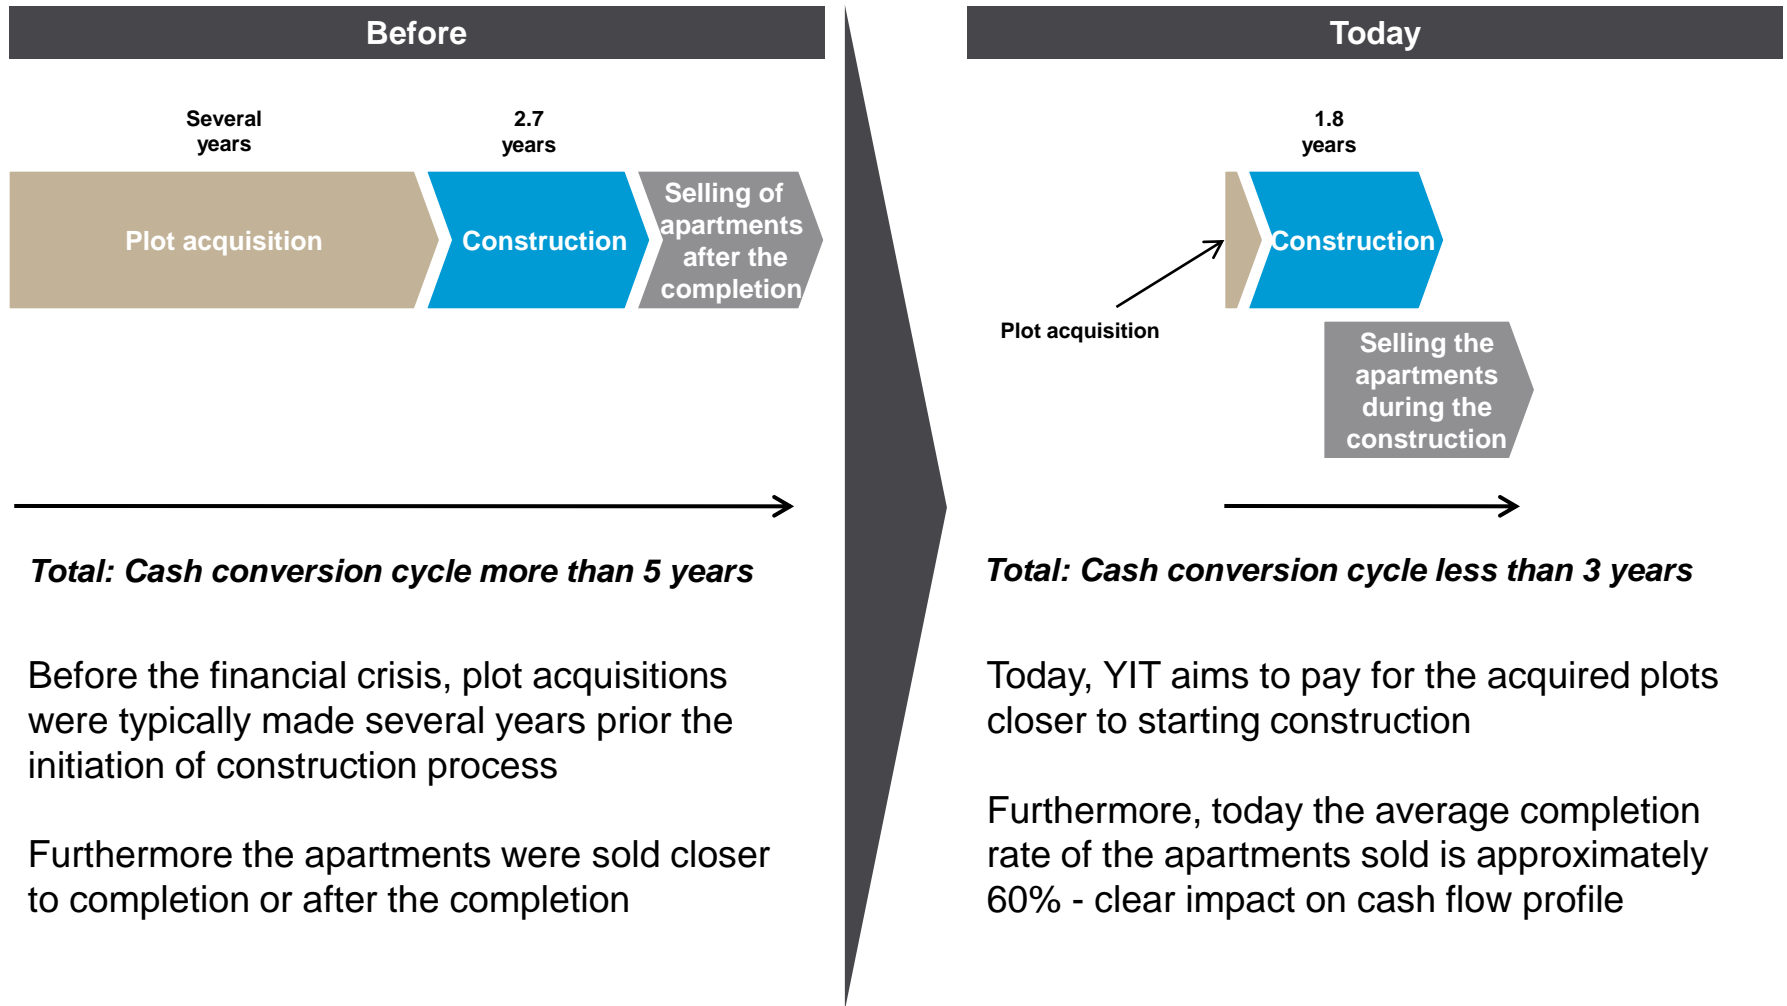 Before
Several
years
2.7
years
Plot acquisition
Construction
Selling of
apartments
after the
completion
Total: Cash conversion cycle more than 5 years
Before the financial crisis, plot acquisitions
were typically made several years prior the
initiation of construction process
Furthermore the apartments were sold closer
to completion or after the completion
Today
1.8
years
Construction
Plot acquisition
Selling the
apartments
during the
construction
Total: Cash conversion cycle less than 3 years
Today, YIT aims to pay for the acquired plots
closer to starting construction
Furthermore, today the average completion
rate of the apartments sold is approximately
60% - clear impact on cash flow profile